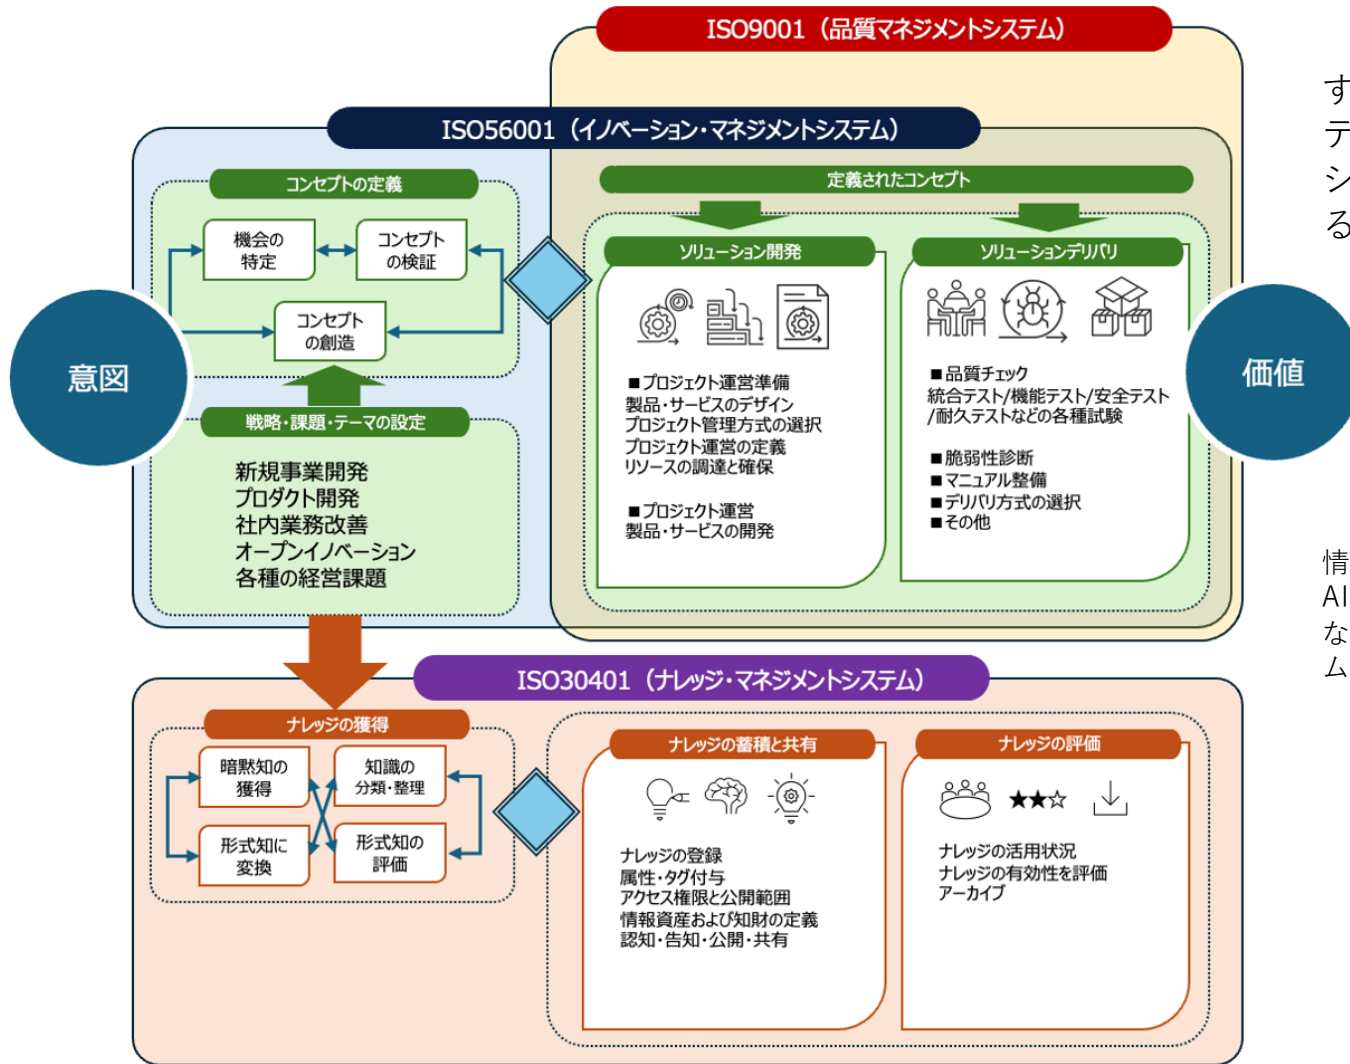 ISO9001（品質マネジメントシステム）
ISO56001（イノベーション・マネジメントシステム）
コンセプトの定義
機会の
特定
コンセプト
の検証
コンセプト
の創造
意図
戦略・課題・テーマの設定
新規事業開発
プロダクト開発
社内業務改善
オープンイノベーション
各種の経営課題
定義されたコンセプト
ソリューション開発
■プロジェクト運営準備
製品・サービスのデザイン
プロジェクト管理方式の選択
プロジェクト運営の定義
リソースの調達と確保
■プロジェクト運営
製品・サービスの開発
ソリューションデリバリ
■品質チェック
統合テスト/機能テスト/安全テスト
/耐久テストなどの各種試験
■脆弱性診断
■マニュアル整備
■デリバリ方式の選択
■その他
価値
す
テ
シ
る
情
AI
な
ム
ISO30401（ナレッジ・マネジメントシステム）
ナレッジの獲得
暗黙知の
獲得
知識の
分類・整理
形式知に
変換
形式知の
評価
ナレッジの蓄積と共有
ナレッジの登録
属性・タグ付与
アクセス権限と公開範囲
情報資産および知財の定義
認知・告知・公開・共有
ナレッジの評価
★★☆
ナレッジの活用状況
ナレッジの有効性を評価
アーカイブ